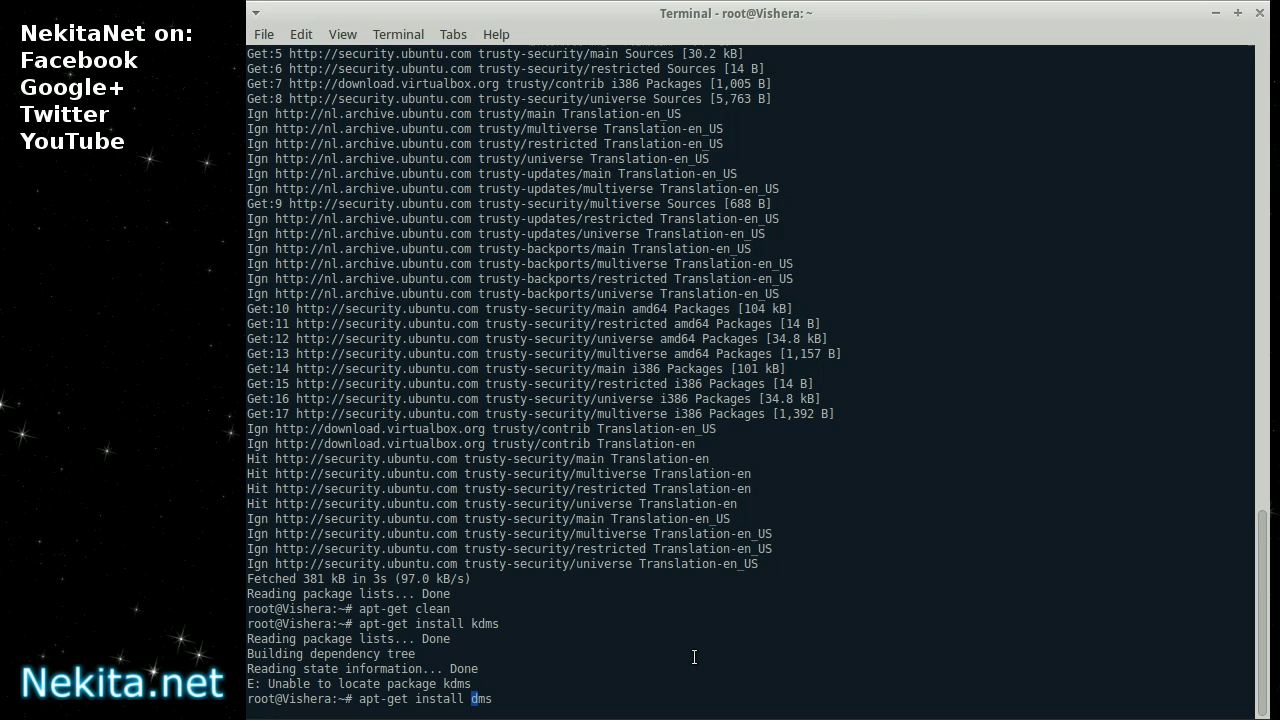 NekitaNet on:
Facebook
Google+
Twitter
YouTube
Nekita.net
Terminal - root@Vishera: ~
File Edit View Terminal Tabs Help
Get:5 http://security.ubuntu.com trusty-security/main Sources [30.2 kB]
Get:6 http://security.ubuntu.com trusty-security/restricted Sources [14 B]
Get:7 http://download.virtualbox.org trusty/contrib i386 Packages [1,005 B]
Get:8 http://security.ubuntu.com trusty-security/universe Sources [5,763 B]
Ign http://nl.archive.ubuntu.com trusty/main Translation-en_US
Ign http://nl.archive.ubuntu.com trusty/multiverse Translation-en_US
Ign http://nl.archive.ubuntu.com trusty/restricted Translation-en_US
Ign http://nl.archive.ubuntu.com trusty/universe Translation-en_US
Ign http://nl.archive.ubuntu.com trusty-updates/main Translation-en_US
Ign http://nl.archive.ubuntu.com trusty-updates/multiverse Translation-en_US
Get:9 http://security.ubuntu.com trusty-security/multiverse Sources [688 B]
Ign http://nl.archive.ubuntu.com trusty-updates/restricted Translation-en_US
Ign http://nl.archive.ubuntu.com trusty-updates/universe Translation-en_US
Ign http://nl.archive.ubuntu.com trusty-backports/main Translation-en_US
Ign http://nl.archive.ubuntu.com trusty-backports/multiverse Translation-en_US
Ign http://nl.archive.ubuntu.com trusty-backports/restricted Translation-en_US
Ign http://nl.archive.ubuntu.com trusty-backports/universe Translation-en_US
Get:10 http://security.ubuntu.com trusty-security/main amd64 Packages [104 kB]
Get:11 http://security.ubuntu.com trusty-security/restricted amd64 Packages [14 B]
Get:12 http://security.ubuntu.com trusty-security/universe amd64 Packages [34.8 kB]
Get:13 http://security.ubuntu.com trusty-security/multiverse amd64 Packages [1,157 B]
Get:14 http://security.ubuntu.com trusty-security/main i386 Packages [101 kB]
Get:15 http://security.ubuntu.com trusty-security/restricted i386 Packages [14 B]
Get:16 http://security.ubuntu.com trusty-security/universe i386 Packages [34.8 kB]
Get:17 http://security.ubuntu.com trusty-security/multiverse i386 Packages [1,392 B]
Ign http://download.virtualbox.org trusty/contrib Translation-en_US
Ign http://download.virtualbox.org trusty/contrib Translation-en
Hit http://security.ubuntu.com trusty-security/main Translation-en
Hit http://security.ubuntu.com trusty-security/multiverse Translation-en
Hit http://security.ubuntu.com trusty-security/restricted Translation-en
Hit http://security.ubuntu.com trusty-security/universe Translation-en
Ign http://security.ubuntu.com trusty-security/main Translation-en_US
Ign http://security.ubuntu.com trusty-security/multiverse Translation-en_US
Ign http://security.ubuntu.com trusty-security/restricted Translation-en_US
Ign http://security.ubuntu.com trusty-security/universe Translation-en_US
Fetched 381 kB in 3s (97.0 kB/s)
Reading package lists... Done
root@Vishera:~# apt-get clean
root@Vishera:~# apt-get install kdms
Reading package lists... Done
Building dependency tree
Reading state information... Done
E: Unable to locate package kdms
root@Vishera:~# apt-get install dms